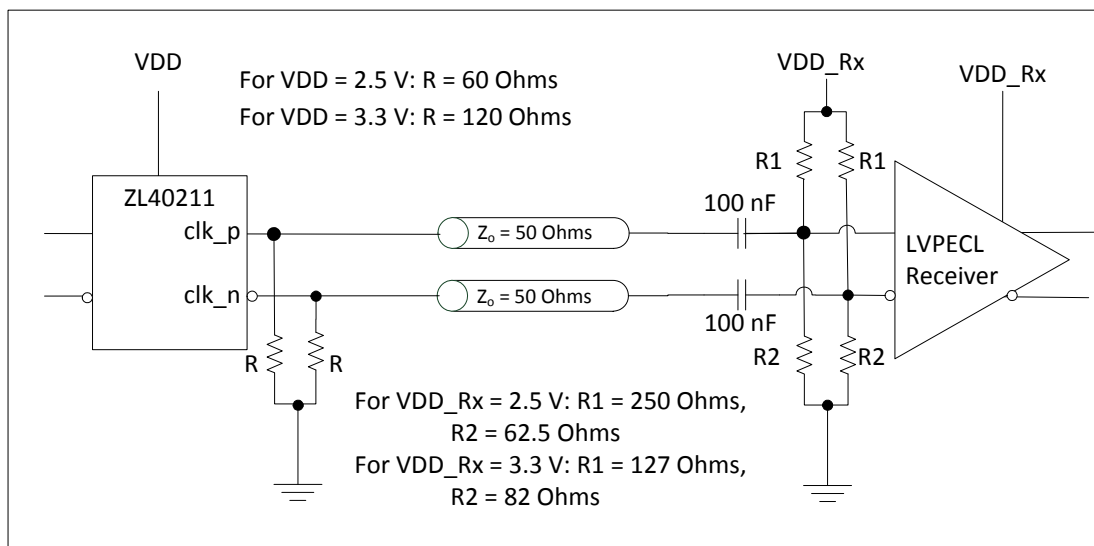 VDD
For VDD = 2.5 V: R = 60 Ohms
For VDD = 3.3 V: R = 120 Ohms
VDD_Rx
VDD_Rx
R1
R1
ZL40211
100 nF
clk_p
Zo = 50 Ohms
LVPECL
Receiver
clk_n
Zo = 50 Ohms
100 nF
R
R
R2
R2
For VDD_Rx = 2.5 V: R1 = 250 Ohms,
R2 = 62.5 Ohms
For VDD_Rx = 3.3 V: R1 = 127 Ohms,
R2 = 82 Ohms